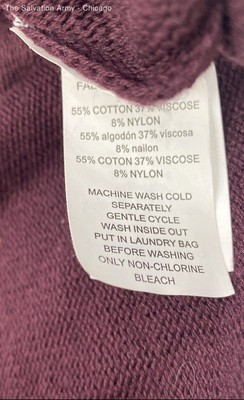 The Salvation Army - Chicago
55% COTTON 37% VISCOSE
8% NYLON
55% algodón 37% viscosa
8% nailon
55% COTON 37% VISCOSE
8% NYLON
MACHINE WASH COLD
SEPARATELY
GENTLE CYCLE
WASH INSIDE OUT
PUT IN LAUNDRY BAG
BEFORE WASHING
ONLY NON-CHLORINE
BLEACH